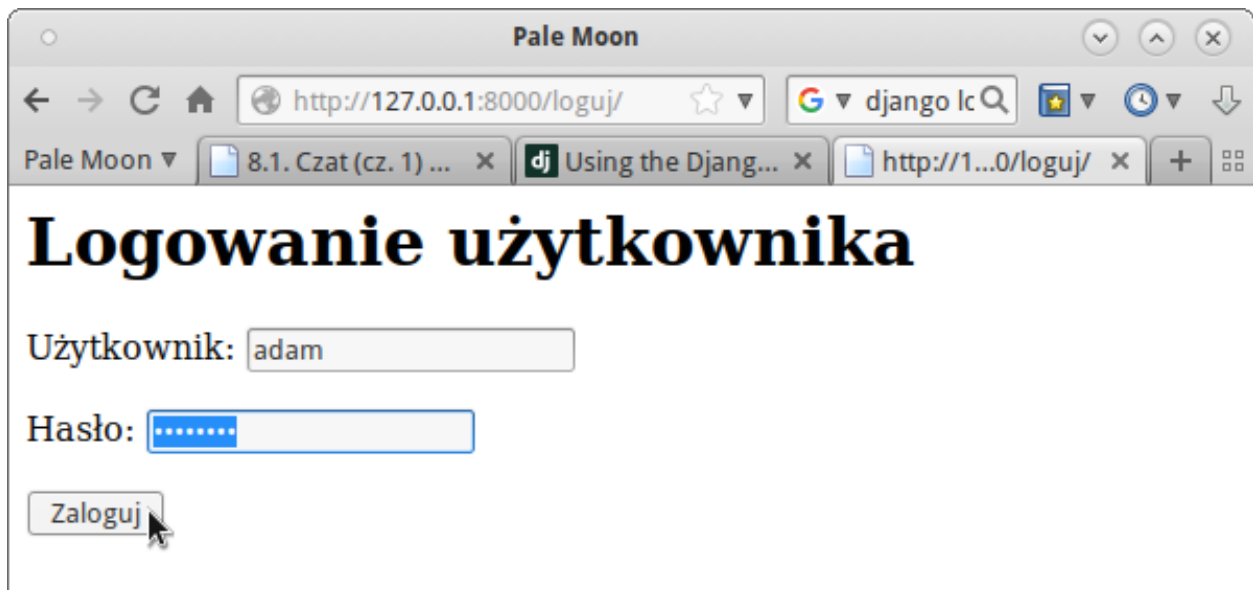 Pale Moon
http://127.0.0.1:8000/loguj/ django lc
Pale Moon 8.1. Czat (cz. 1) ... dj Using the Djang... http://1...0/loguj/
Logowanie użytkownika
Użytkownik: adam
Hasło: ••••••••
Zaloguj